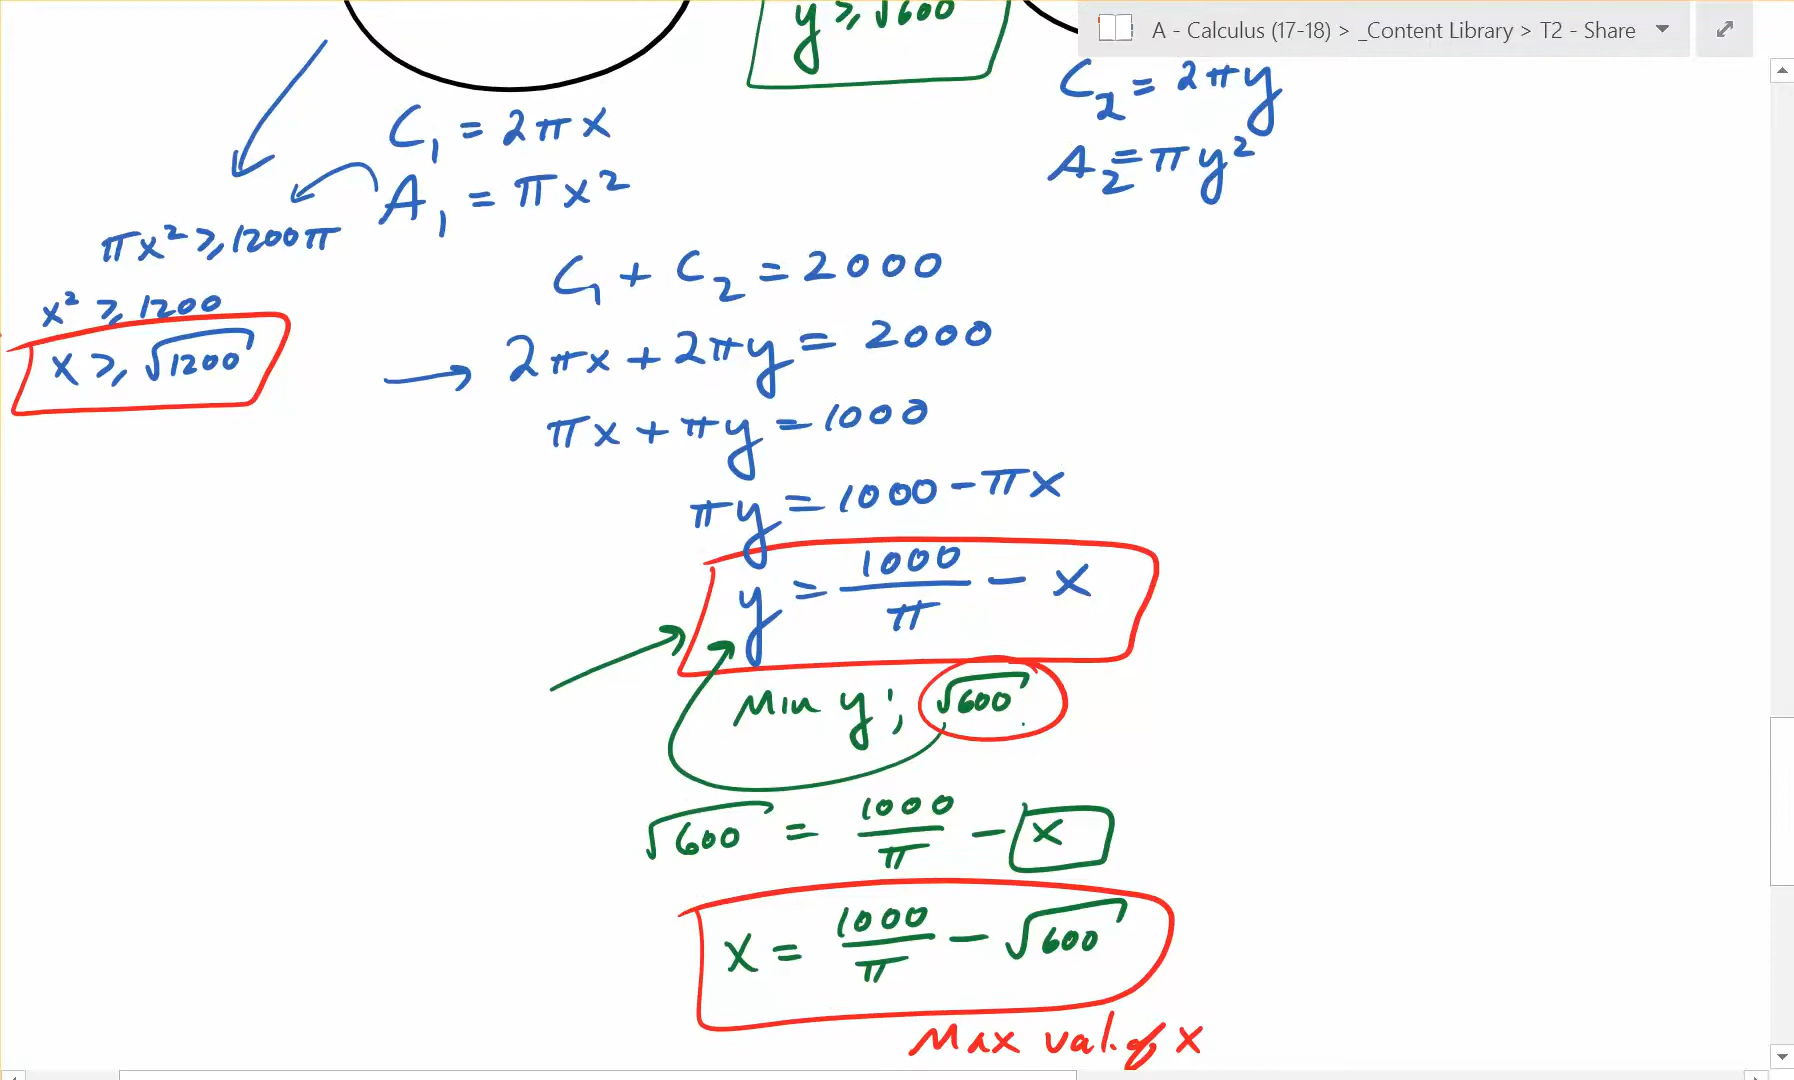 y ≥ √600
A - Calculus (17-18) > _Content Library > T2 - Share
C₁ = 2πx
A₁ = πx²
C₂ = 2πy
A₂ = πy²
πx² ≥ 1200π
x² ≥ 1200
x ≥ √1200
C₁ + C₂ = 2000
2πx + 2πy = 2000
πx + πy = 1000
πy = 1000 - πx
y = 1000/π - x
Min y: √600
√600 = 1000/π - x
x = 1000/π - √600
Max val. of x